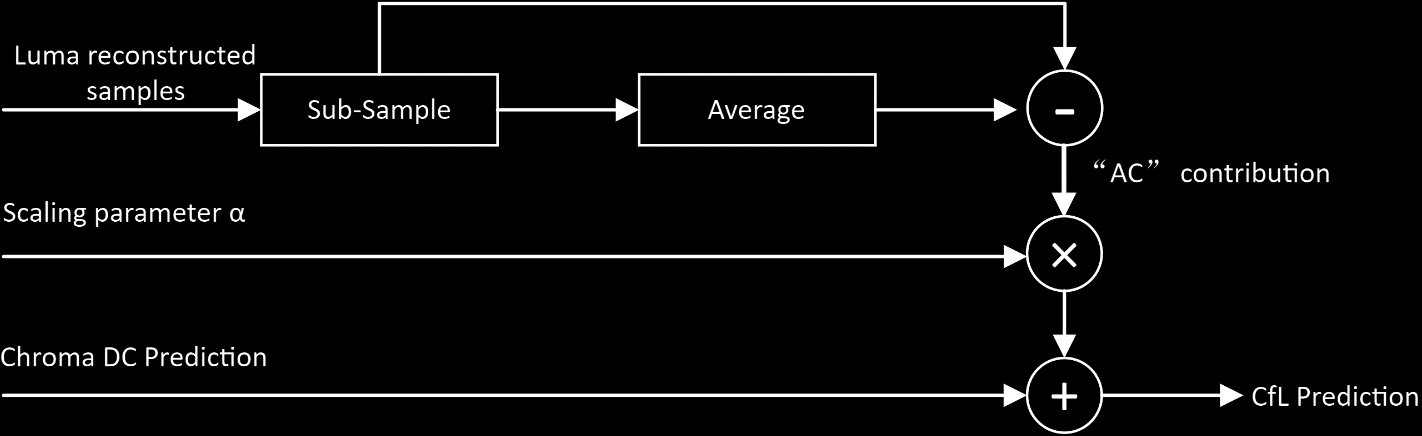 Luma reconstructed
samples
Sub-Sample
Average
-
“AC” contribution
Scaling parameter α
×
Chroma DC Prediction
+
CfL Prediction